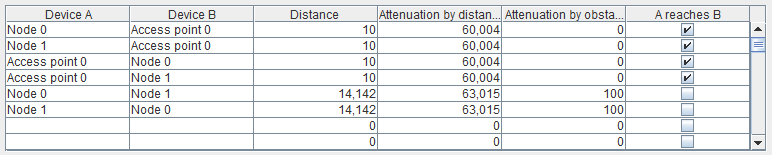 Device A Device B Distance Attenuation by distan... Attenuation by obsta... A reaches B
Node 0 Access point 0 10 60,004 0
Node 1 Access point 0 10 60,004 0
Access point 0 Node 0 10 60,004 0
Access point 0 Node 1 10 60,004 0
Node 0 Node 1 14,142 63,015 100
Node 1 Node 0 14,142 63,015 100
0 0 0
0 0 0